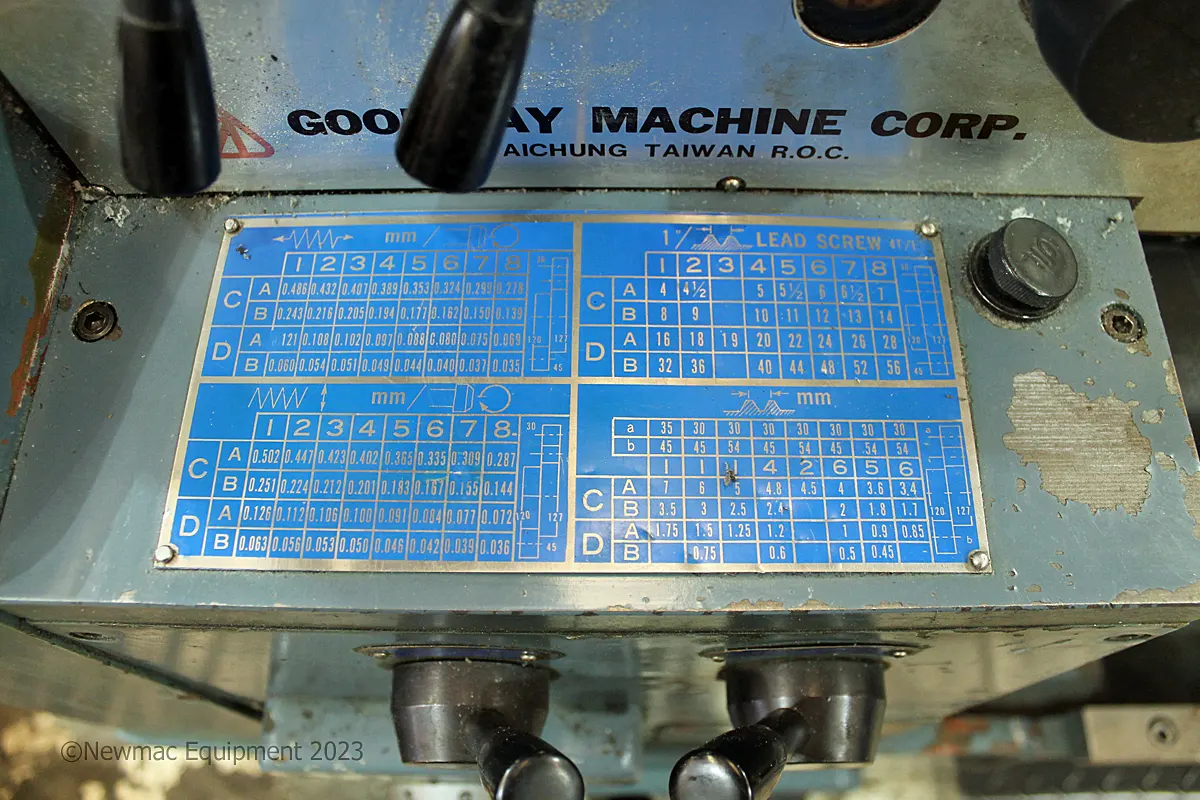 GOOD AY MACHINE CORP.
AICHUNG TAIWAN R.O.C.
mm/
1 2 3 4 5 6 7 8
C A 0.486 0.432 0.407 0.389 0.353 0.324 0.299 0.278
B 0.243 0.216 0.205 0.194 0.177 0.162 0.150 0.139
D A 121 0.108 0.102 0.097 0.088 0.080 0.075 0.069
B 0.060 0.054 0.051 0.049 0.044 0.040 0.037 0.035
120 127
45
1" LEAD SCREW 4T/
1 2 3 4 5 6 7 8
C A 4 4½ 5 5½ 6 6½ 7
B 8 9 10 11 12 13 14
D A 16 18 19 20 22 24 26 28
B 32 36 40 44 48 52 56
120 127
45
mm/
1 2 3 4 5 6 7 8
30
C A 0.502 0.447 0.423 0.402 0.365 0.335 0.309 0.287
B 0.251 0.224 0.212 0.201 0.183 0.167 0.155 0.144
D A 0.126 0.112 0.106 0.100 0.091 0.084 0.077 0.072
B 0.063 0.056 0.053 0.050 0.046 0.042 0.039 0.036
120 127
45
mm
a 35 30 30 30 30 30 30 30 a
b 45 45 54 45 54 45 54 54
1 1 4 2 6 5 6
C A 7 6 5 4.8 4.5 4 3.6 3.4
B 3.5 3 2.5 2.4 2 1.8 1.7
D A 1.75 1.5 1.25 1.2 1 0.9 0.85
B 0.75 0.6 0.5 0.45
120 127
b
©Newmac Equipment 2023